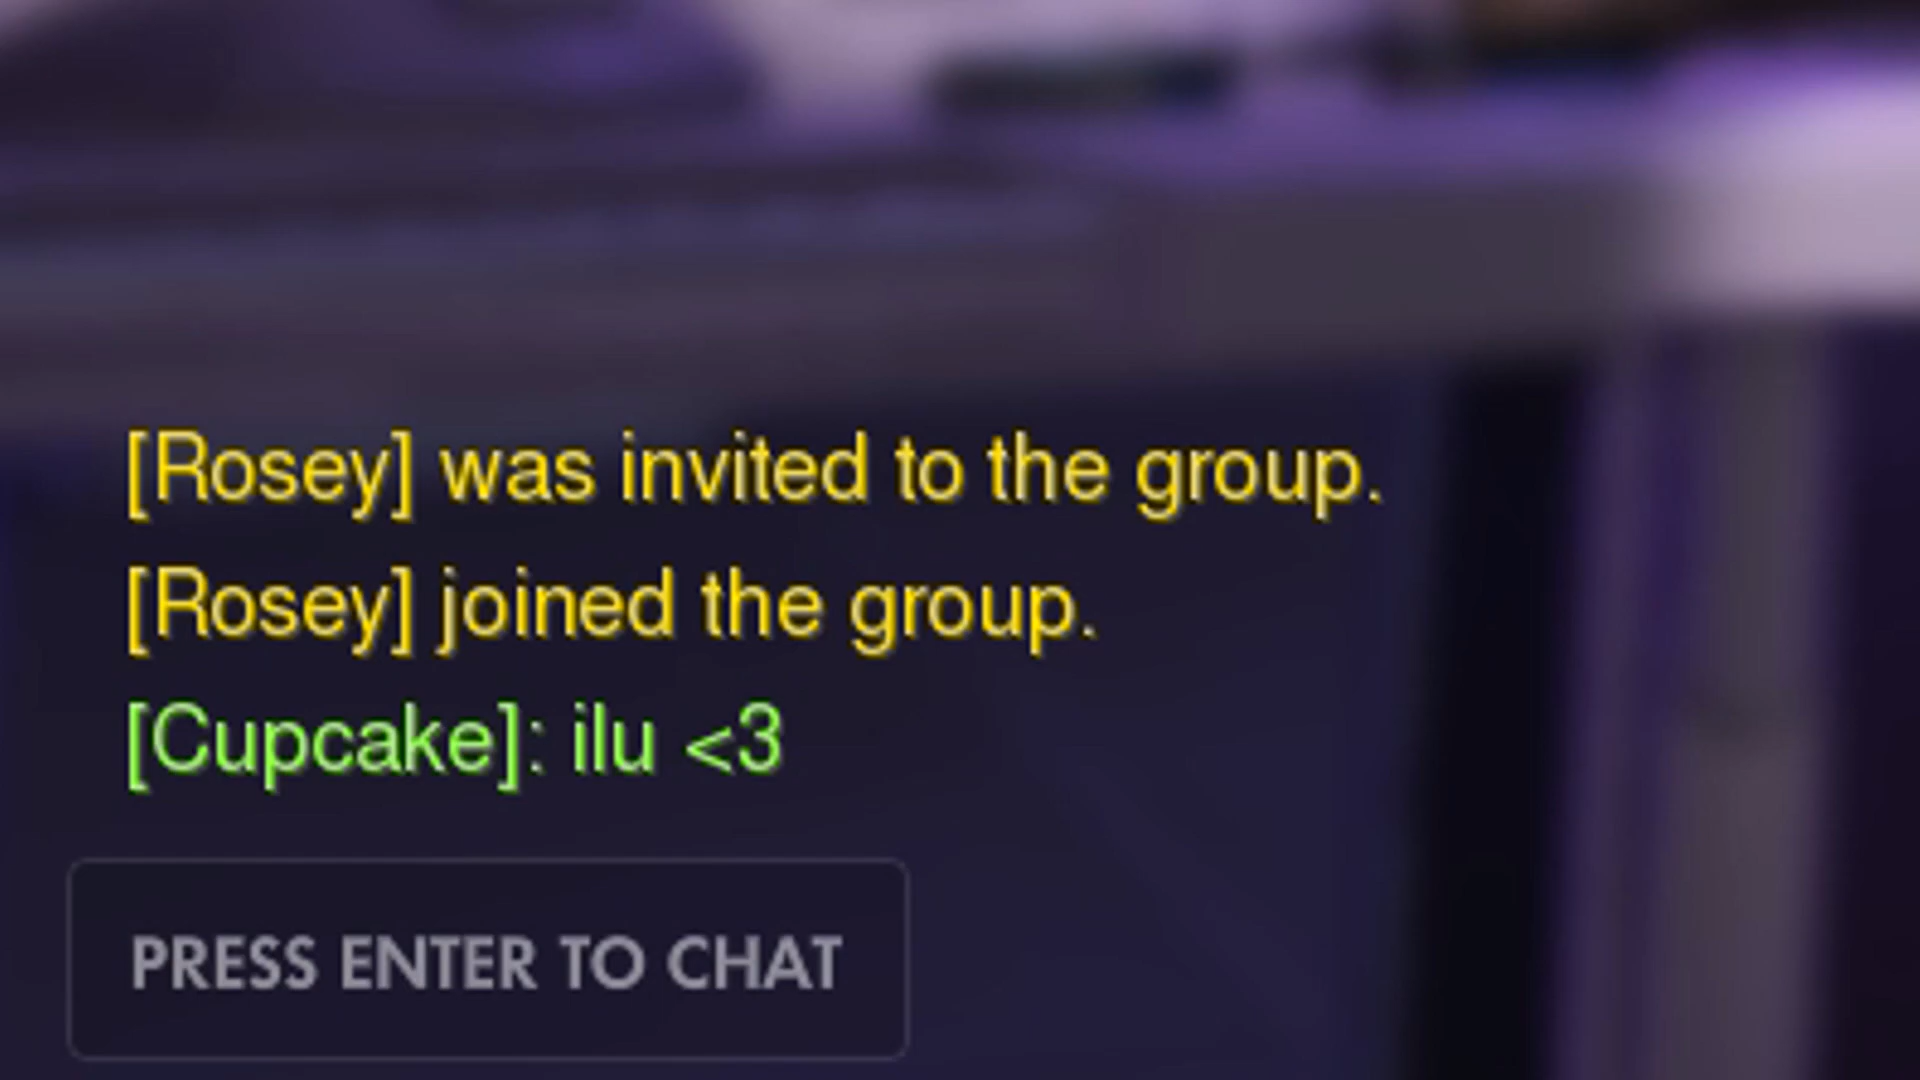 [Rosey] was invited to the group.
[Rosey] joined the group.
[Cupcake]: ilu <3
PRESS ENTER TO CHAT